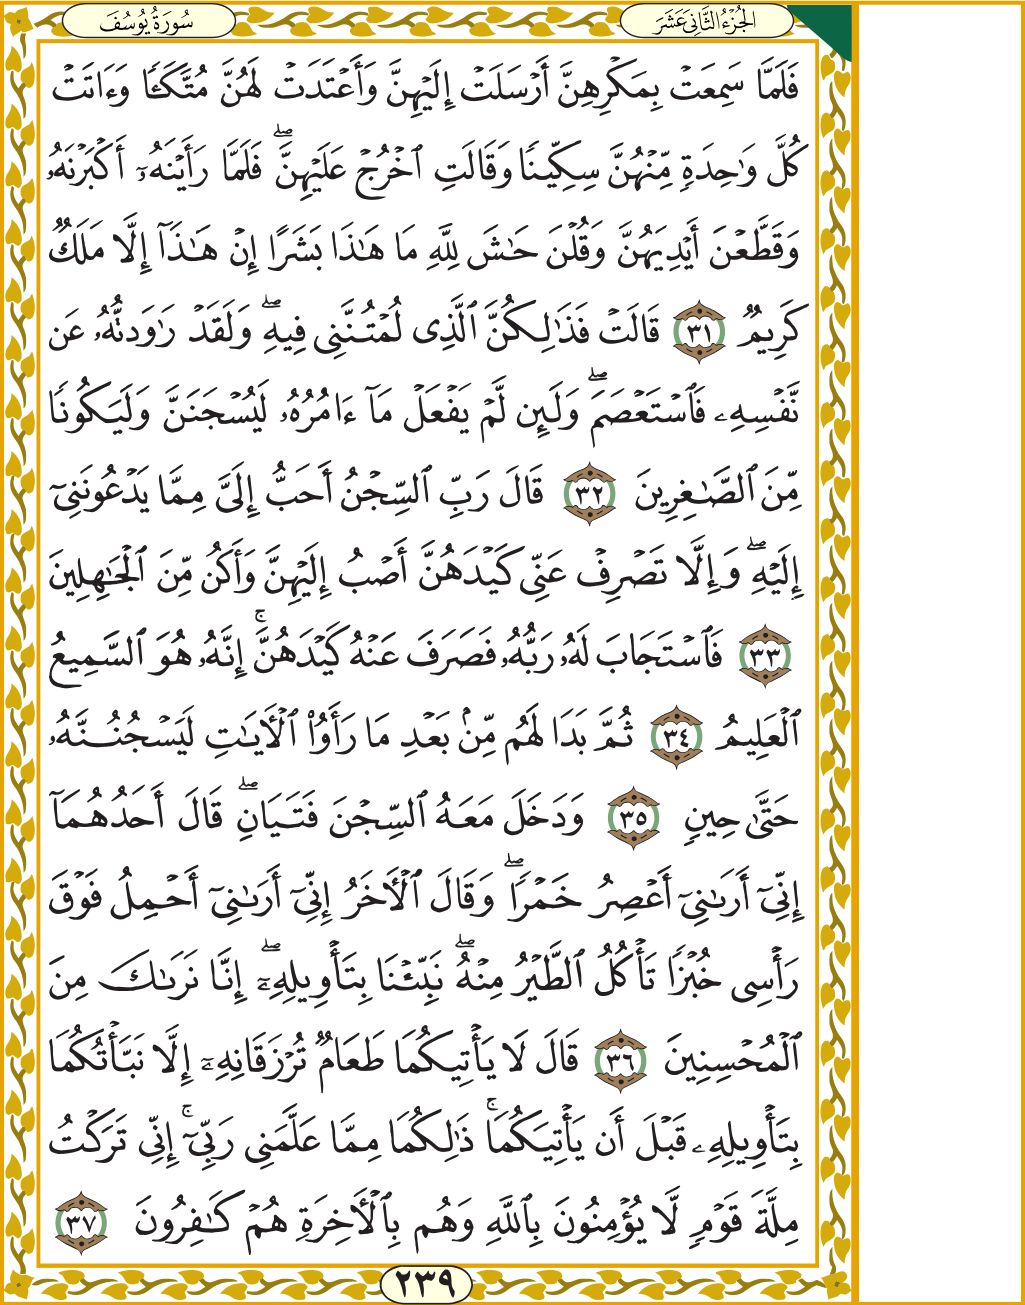 الجُزْءُ الثَّانِي عَشَرَ
سُورَةُ يُوسُفَ
فَلَمَّا سَمِعَتْ بِمَكْرِهِنَّ أَرْسَلَتْ إِلَيْهِنَّ وَأَعْتَدَتْ لَهُنَّ مُتَّكَـًٔا وَءَاتَتْ
كُلَّ وَٰحِدَةٍ مِّنْهُنَّ سِكِّينًا وَقَالَتِ ٱخْرُجْ عَلَيْهِنَّ ۖ فَلَمَّا رَأَيْنَهُۥٓ أَكْبَرْنَهُۥ
وَقَطَّعْنَ أَيْدِيَهُنَّ وَقُلْنَ حَـٰشَ لِلَّهِ مَا هَـٰذَا بَشَرًا إِنْ هَـٰذَآ إِلَّا مَلَكٌ
كَرِيمٌ ٣١ قَالَتْ فَذَٰلِكُنَّ ٱلَّذِى لُمْتُنَّنِى فِيهِ ۖ وَلَقَدْ رَٰوَدتُّهُۥ عَن
نَّفْسِهِۦ فَٱسْتَعْصَمَ ۖ وَلَئِن لَّمْ يَفْعَلْ مَآ ءَامُرُهُۥ لَيُسْجَنَنَّ وَلَيَكُونًا
مِّنَ ٱلصَّـٰغِرِينَ ٣٢ قَالَ رَبِّ ٱلسِّجْنُ أَحَبُّ إِلَىَّ مِمَّا يَدْعُونَنِىٓ
إِلَيْهِ ۖ وَإِلَّا تَصْرِفْ عَنِّى كَيْدَهُنَّ أَصْبُ إِلَيْهِنَّ وَأَكُن مِّنَ ٱلْجَـٰهِلِينَ
٣٣ فَٱسْتَجَابَ لَهُۥ رَبُّهُۥ فَصَرَفَ عَنْهُ كَيْدَهُنَّ ۚ إِنَّهُۥ هُوَ ٱلسَّمِيعُ
ٱلْعَلِيمُ ٣٤ ثُمَّ بَدَا لَهُم مِّنۢ بَعْدِ مَا رَأَوُا۟ ٱلْـَٔايَـٰتِ لَيَسْجُنُنَّهُۥ
حَتَّىٰ حِينٍ ٣٥ وَدَخَلَ مَعَهُ ٱلسِّجْنَ فَتَيَانِ ۖ قَالَ أَحَدُهُمَآ
إِنِّىٓ أَرَىٰنِىٓ أَعْصِرُ خَمْرًا ۖ وَقَالَ ٱلْـَٔاخَرُ إِنِّىٓ أَرَىٰنِىٓ أَحْمِلُ فَوْقَ
رَأْسِى خُبْزًا تَأْكُلُ ٱلطَّيْرُ مِنْهُ ۖ نَبِّئْنَا بِتَأْوِيلِهِۦٓ ۖ إِنَّا نَرَىٰكَ مِنَ
ٱلْمُحْسِنِينَ ٣٦ قَالَ لَا يَأْتِيكُمَا طَعَامٌ تُرْزَقَانِهِۦٓ إِلَّا نَبَّأْتُكُمَا
بِتَأْوِيلِهِۦ قَبْلَ أَن يَأْتِيَكُمَا ۚ ذَٰلِكُمَا مِمَّا عَلَّمَنِى رَبِّىٓ ۚ إِنِّى تَرَكْتُ
مِلَّةَ قَوْمٍ لَّا يُؤْمِنُونَ بِٱللَّهِ وَهُم بِٱلْـَٔاخِرَةِ هُمْ كَـٰفِرُونَ ٣٧
٢٣٩